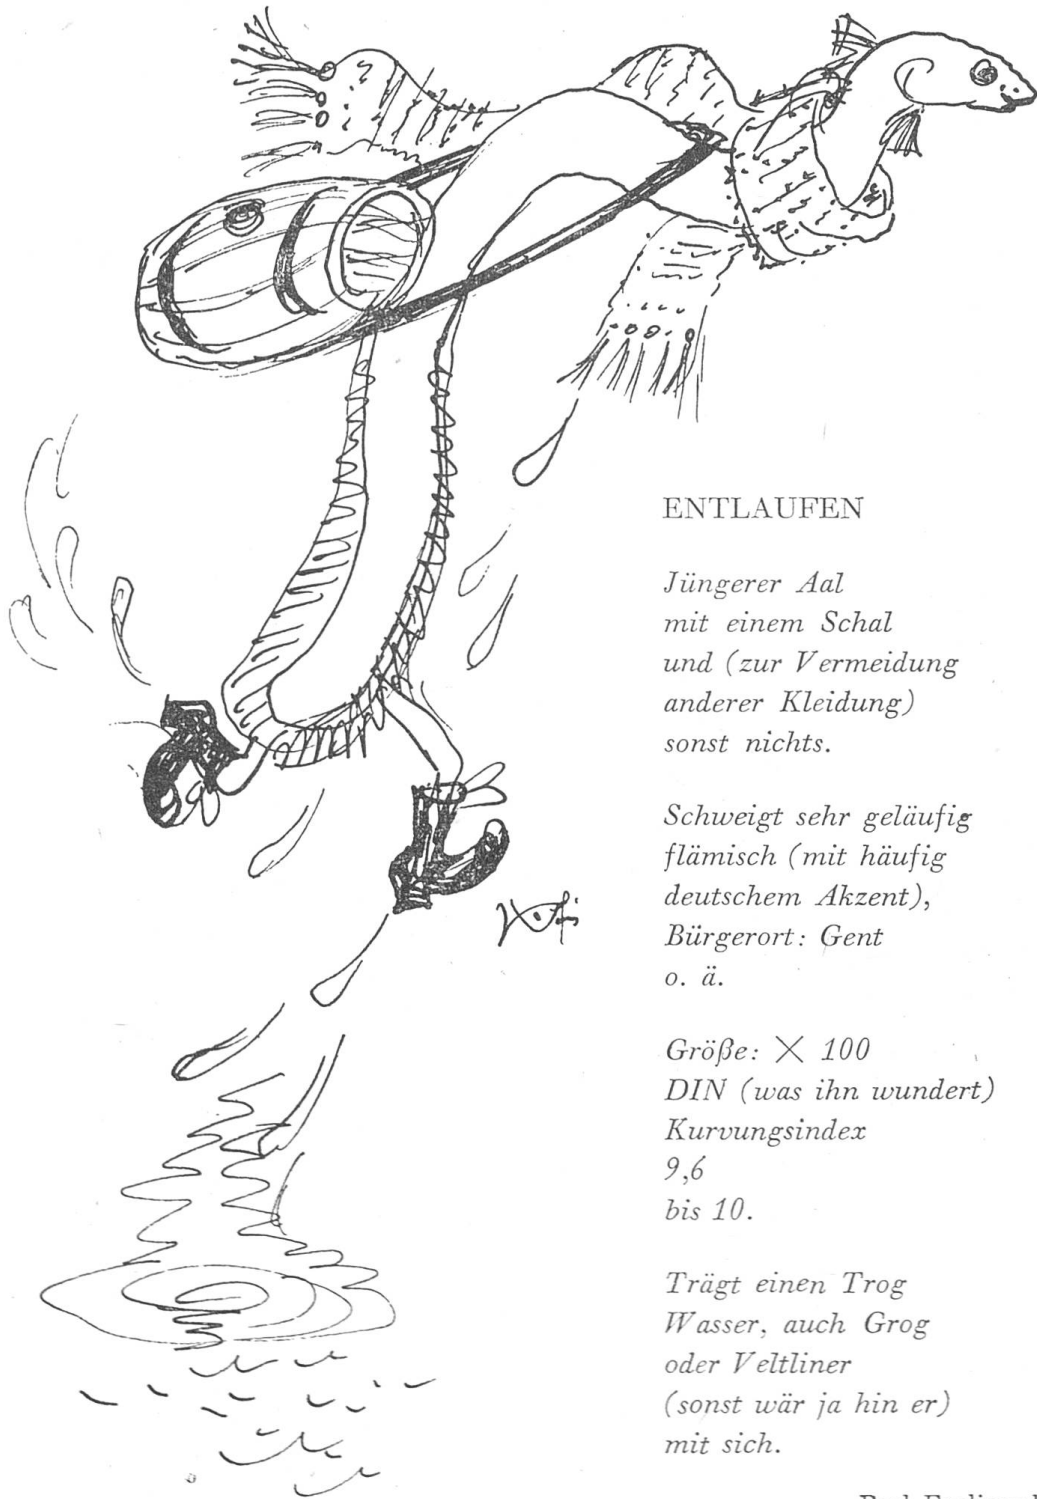 ENTLAUFEN
Jüngerer Aal
mit einem Schal
und (zur Vermeidung
anderer Kleidung)
sonst nichts.
Schweigt sehr geläufig
flämisch (mit häufig
deutschem Akzent),
Bürgerort: Gent
o. ä.
Größe: × 100
DIN (was ihn wundert)
Kurvungsindex
9,6
bis 10.
Trägt einen Trog
Wasser, auch Grog
oder Veltliner
(sonst wär ja hin er)
mit sich.